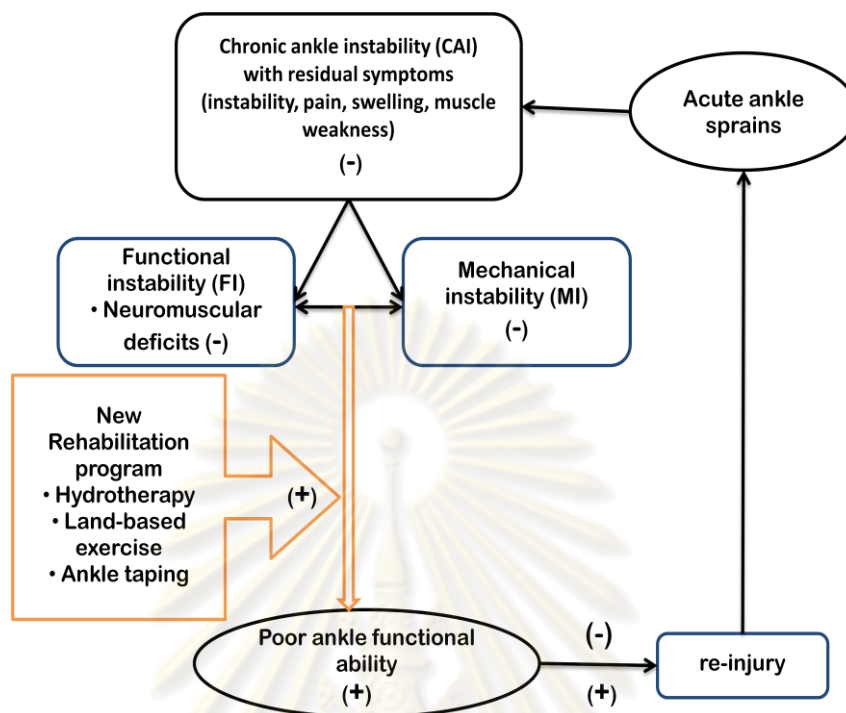 Chronic ankle instability (CAI)
with residual symptoms
(instability, pain, swelling, muscle
weakness)
(-)
Acute ankle
sprains
Functional
instability (FI)
• Neuromuscular
deficits (-)
Mechanical
instability (MI)
(-)
New
Rehabilitation
program
• Hydrotherapy
• Land-based
exercise
• Ankle taping
(+)
Poor ankle functional
ability
(+)
(-)
(+)
re-injury